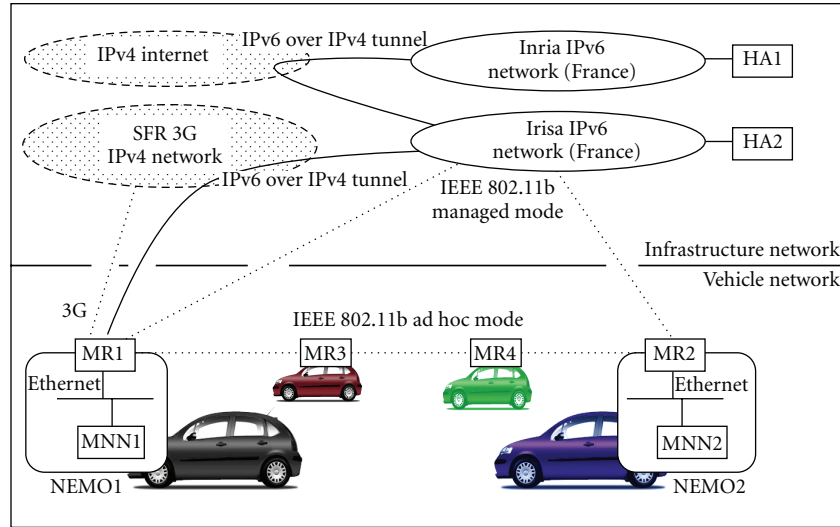 IPv6 over IPv4 tunnel
IPv4 internet
Inria IPv6
network (France)
HA1
SFR 3G
IPv4 network
Irisa IPv6
network (France)
HA2
IPv6 over IPv4 tunnel
IEEE 802.11b
managed mode
Infrastructure network
Vehicle network
3G
IEEE 802.11b ad hoc mode
MR1
MR3
MR4
MR2
Ethernet
Ethernet
MNN1
MNN2
NEMO1
NEMO2